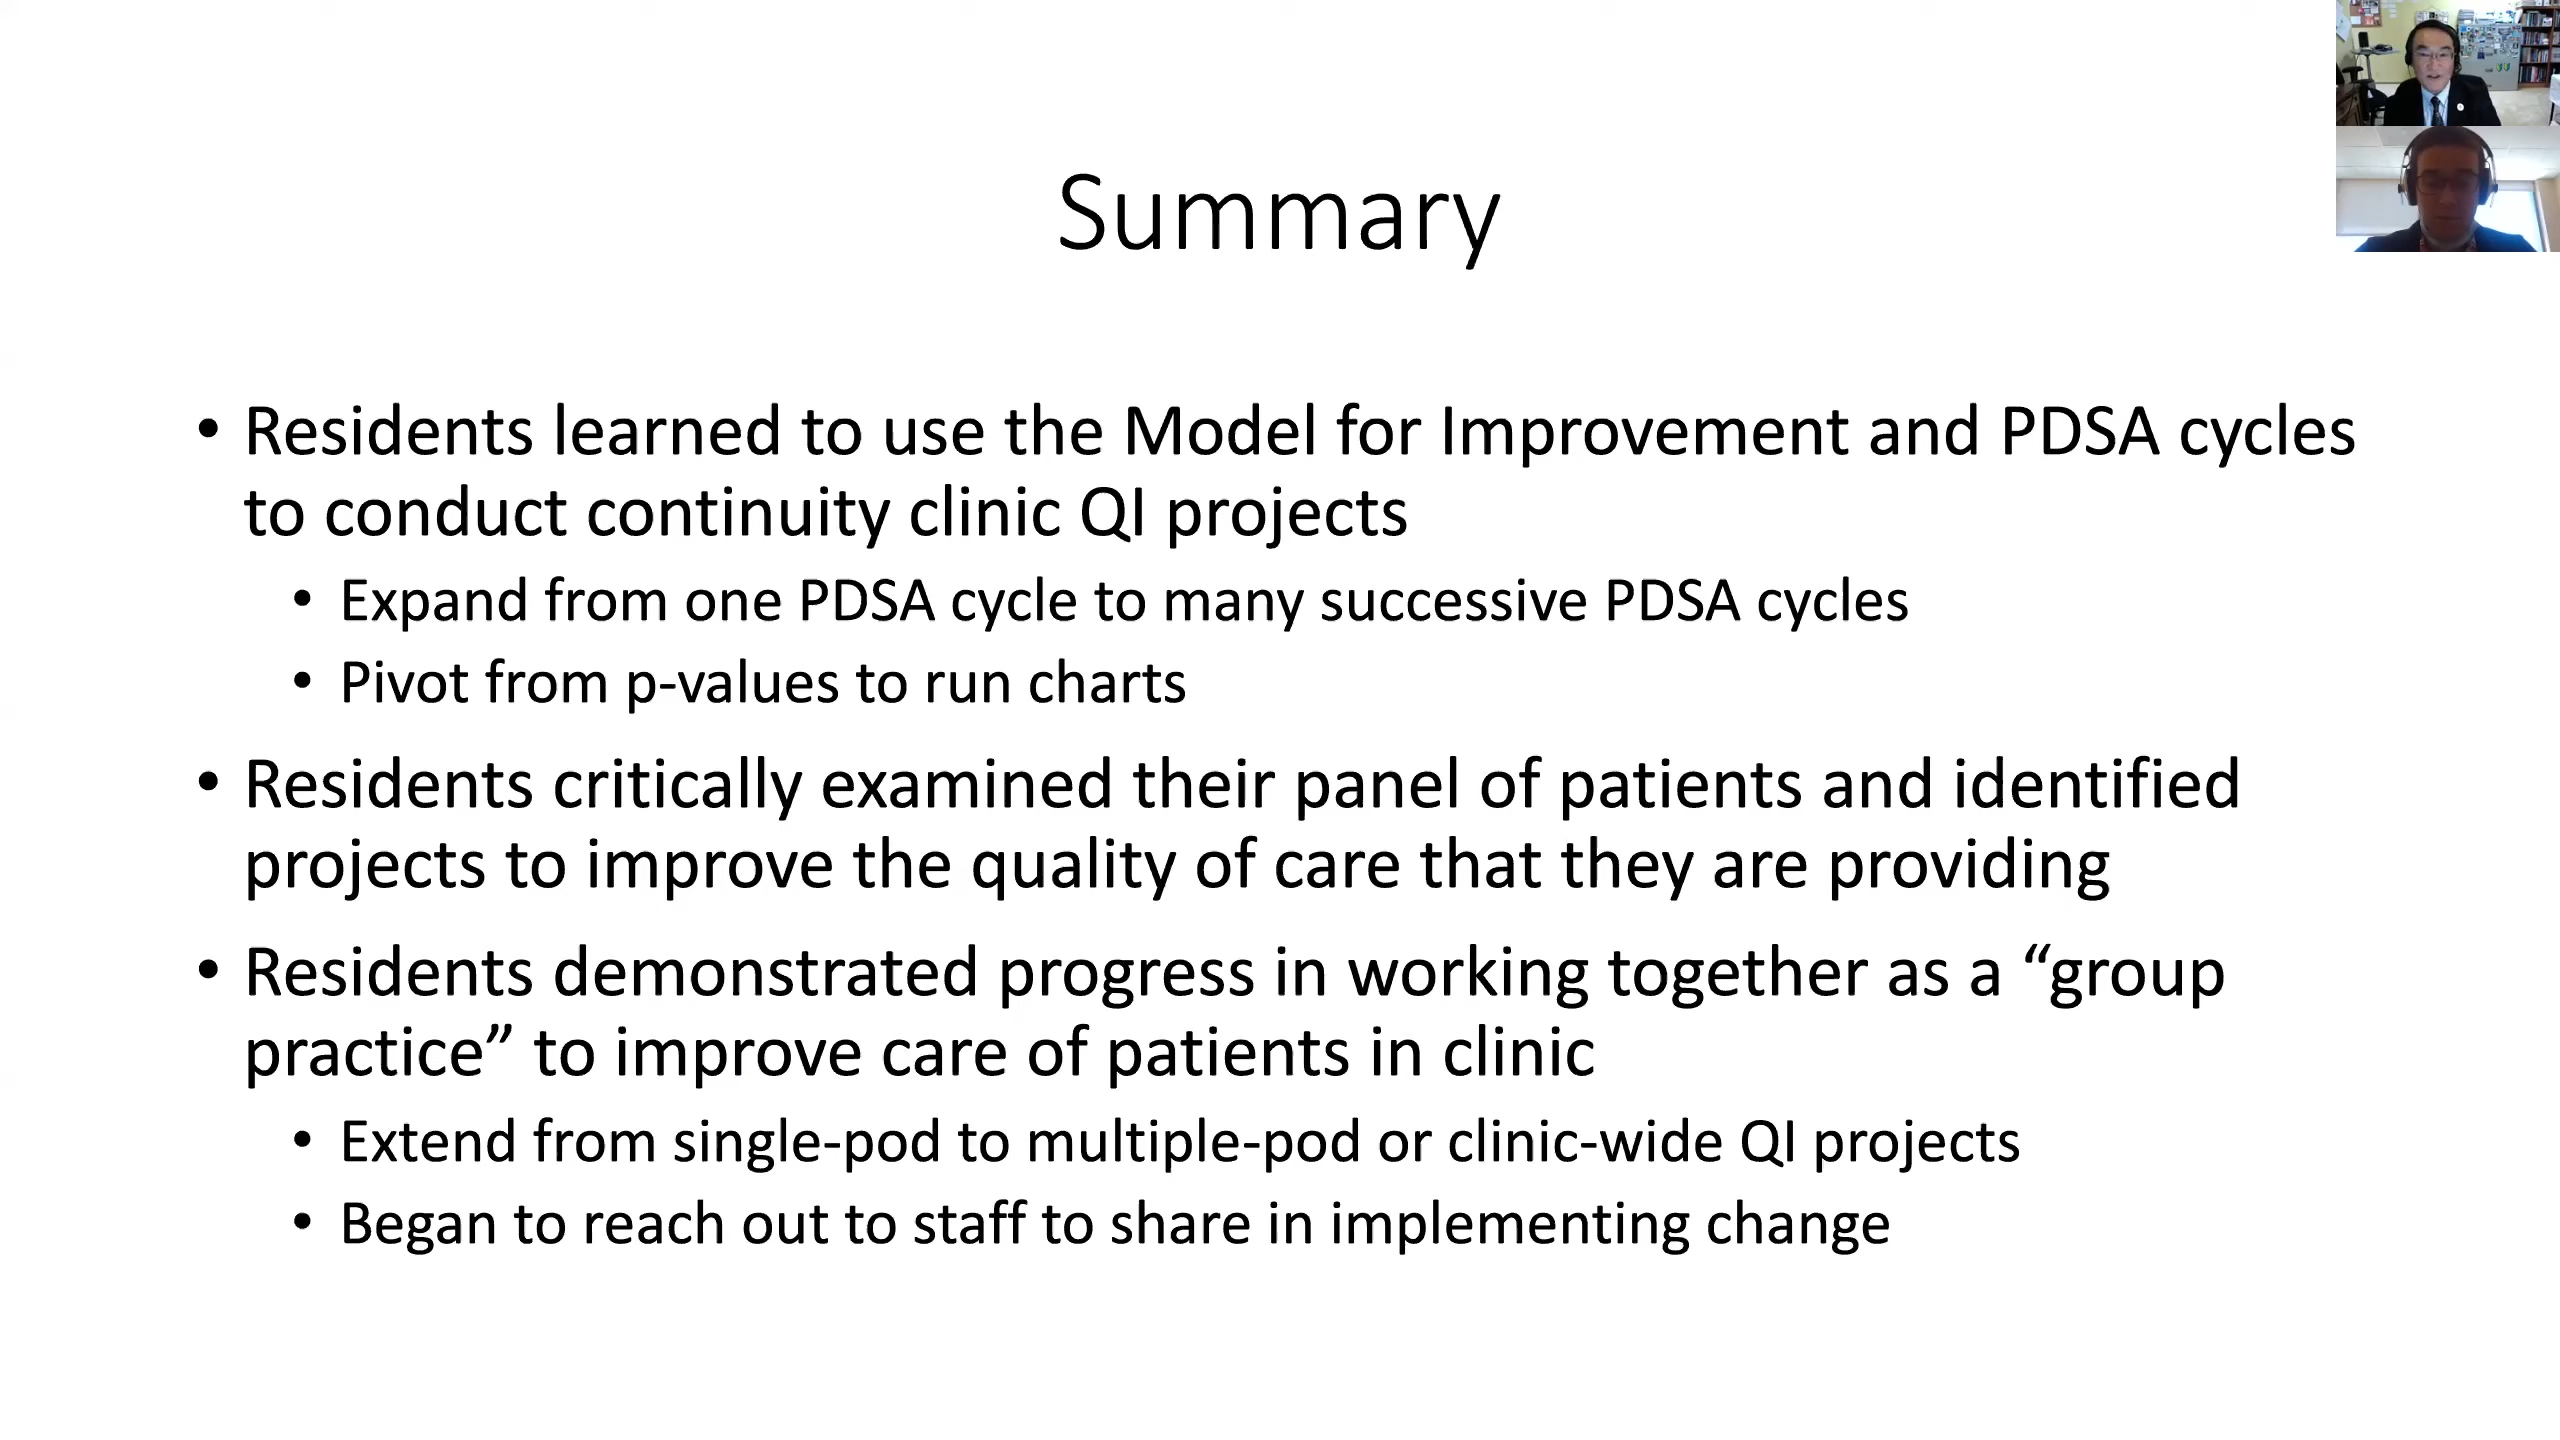 Summary
• Residents learned to use the Model for Improvement and PDSA cycles
to conduct continuity clinic QI projects
• Expand from one PDSA cycle to many successive PDSA cycles
• Pivot from p-values to run charts
• Residents critically examined their panel of patients and identified
projects to improve the quality of care that they are providing
• Residents demonstrated progress in working together as a “group
practice” to improve care of patients in clinic
• Extend from single-pod to multiple-pod or clinic-wide QI projects
• Began to reach out to staff to share in implementing change